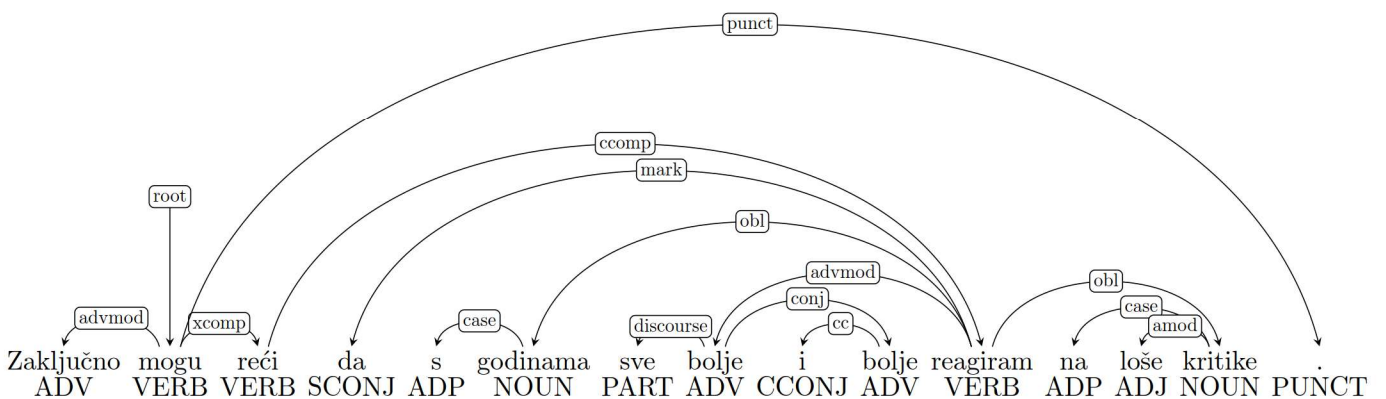 punct
ccomp
mark
root
obl
advmod
obl
conj
case
advmod xcomp case discourse cc amod
Zaključno mogu reći da s godinama sve bolje i bolje reagiram na loše kritike .
ADV VERB VERB SCONJ ADP NOUN PART ADV CCONJ ADV VERB ADP ADJ NOUN PUNCT